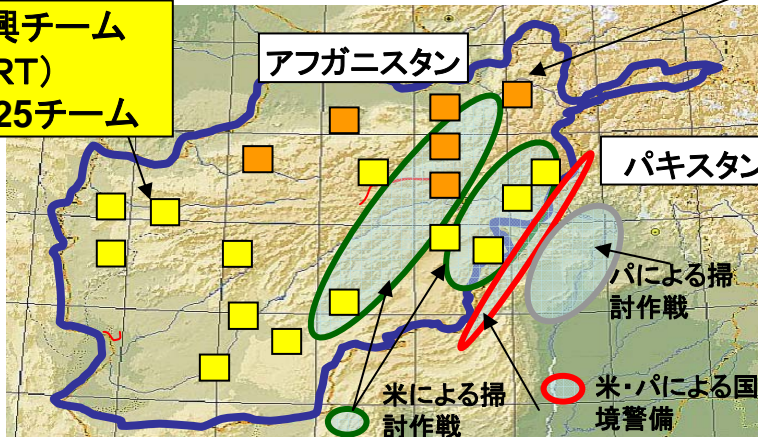 興チーム
RT)
25チーム
アフガニスタン
パキスタン
パによる掃
討作戦
米による掃
討作戦
米・パによる国
境警備